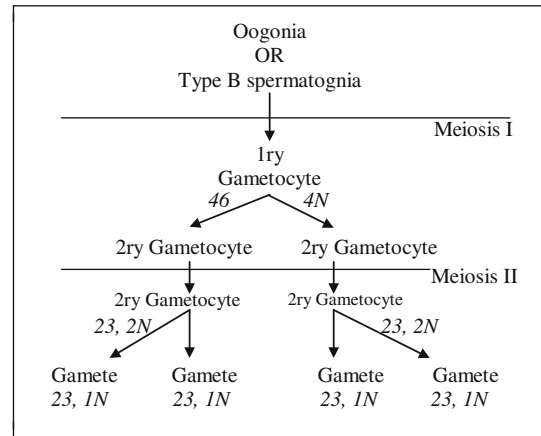 Oogonia
OR
Type B spermatognia
Meiosis I
1ry
Gametocyte
46 4N
2ry Gametocyte 2ry Gametocyte
Meiosis II
2ry Gametocyte 2ry Gametocyte
23, 2N 23, 2N
Gamete Gamete Gamete Gamete
23, 1N 23, 1N 23, 1N 23, 1N